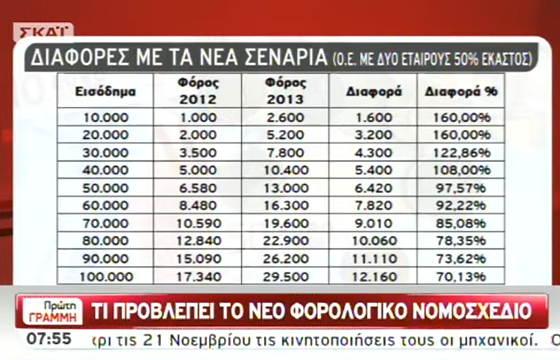 ΣΚΑΪ
ΔΙΑΦΟΡΕΣ ΜΕ ΤΑ ΝΕΑ ΣΕΝΑΡΙΑ (Ο.Ε. ΜΕ ΔΥΟ ΕΤΑΙΡΟΥΣ 50% ΕΚΑΣΤΟΣ)
Εισόδημα Φόρος 2012 Φόρος 2013 Διαφορά Διαφορά %
10.000 1.000 2.600 1.600 160,00%
20.000 2.000 5.200 3.200 160,00%
30.000 3.500 7.800 4.300 122,86%
40.000 5.000 10.400 5.400 108,00%
50.000 6.580 13.000 6.420 97,57%
60.000 8.480 16.300 7.820 92,22%
70.000 10.590 19.600 9.010 85,08%
80.000 12.840 22.900 10.060 78,35%
90.000 15.090 26.200 11.110 73,62%
100.000 17.340 29.500 12.160 70,13%
Πρώτη
ΓΡΑΜΜΗ
ΤΙ ΠΡΟΒΛΕΠΕΙ ΤΟ ΝΕΟ ΦΟΡΟΛΟΓΙΚΟ ΝΟΜΟΣΧΕΔΙΟ
07:55 χρι τις 21 Νοεμβρίου τις κινητοποιήσεις τους οι μηχανικοί.